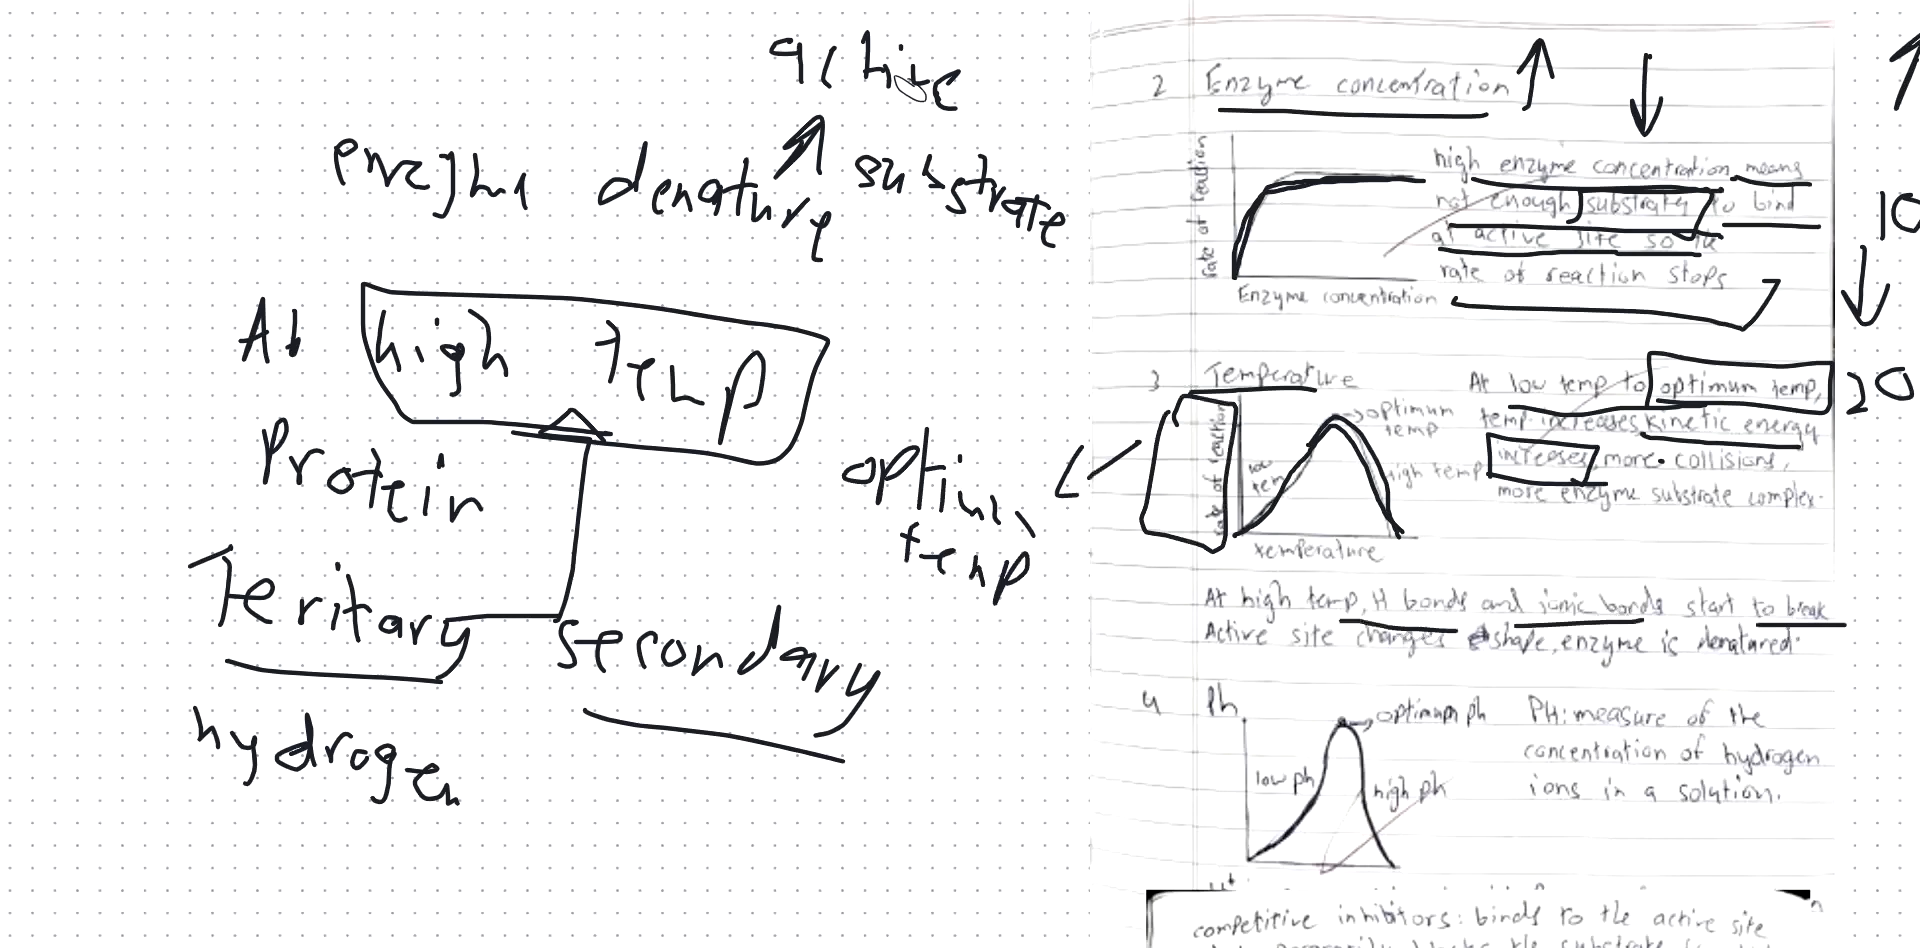 active
enzym denature substrate
At high temp
Protein
optimu temp
Teritary secondary
hydrogen
2 Enzyme concentration
rate of reaction
Enzyme concentration
high enzyme concentration means
not enough substrate to bind
at active site so the
rate of reaction stops
10
20
3 Temperature
rate of reaction
low temp
optimum temp
high temp
temperature
At low temp to optimum temp,
temp increases kinetic energy
increases, more collisions,
more enzyme substrate complex.
At high temp, H bonds and ionic bonds start to break
Active site changes shape, enzyme is denatured.
4 Ph
optimum ph
low ph
high ph
PH: measure of the
concentration of hydrogen
ions in a solution.
competitive inhibitors: binds to the active site